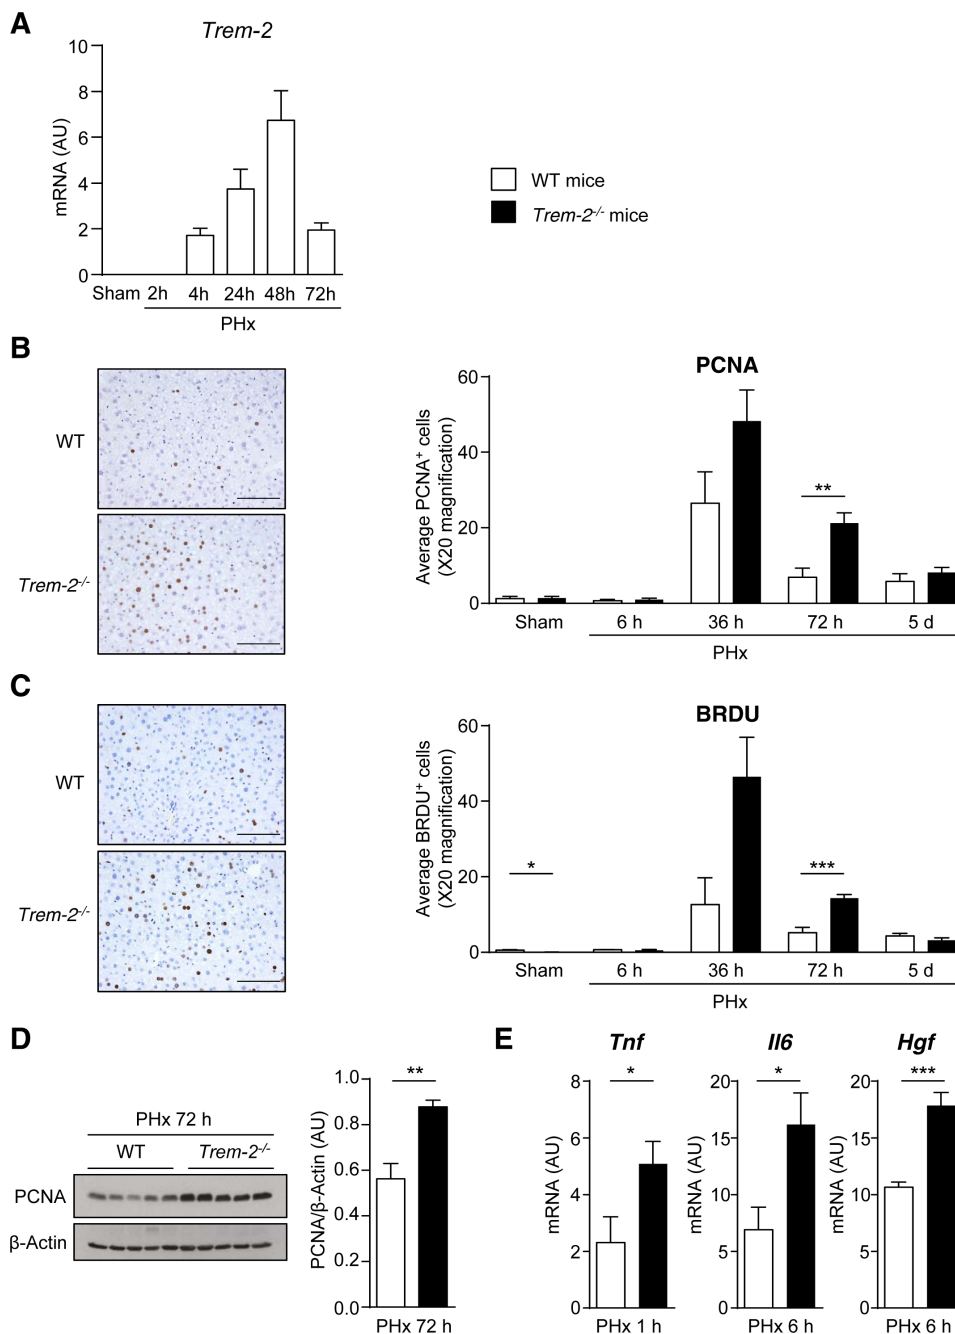 A
Trem-2
mRNA (AU)
10
8
6
4
2
0
Sham 2h 4h 24h 48h 72h
PHx
WT mice
Trem-2-/- mice
B
WT
Trem-2-/-
PCNA
Average PCNA+ cells
(X20 magnification)
60
40
20
0
**
Sham 6 h 36 h 72 h 5 d
PHx
C
WT
Trem-2-/-
BRDU
Average BRDU+ cells
(X20 magnification)
60
40
20
0
*
***
Sham 6 h 36 h 72 h 5 d
PHx
D
PHx 72 h
WT Trem-2-/-
PCNA
β-Actin
PCNA/β-Actin (AU)
1.0
0.8
0.6
0.4
0.2
0.0
**
PHx 72 h
E
Tnf
mRNA (AU)
8
6
4
2
0
*
PHx 1 h
Il6
mRNA (AU)
20
15
10
5
0
*
PHx 6 h
Hgf
mRNA (AU)
20
15
10
5
0
***
PHx 6 h